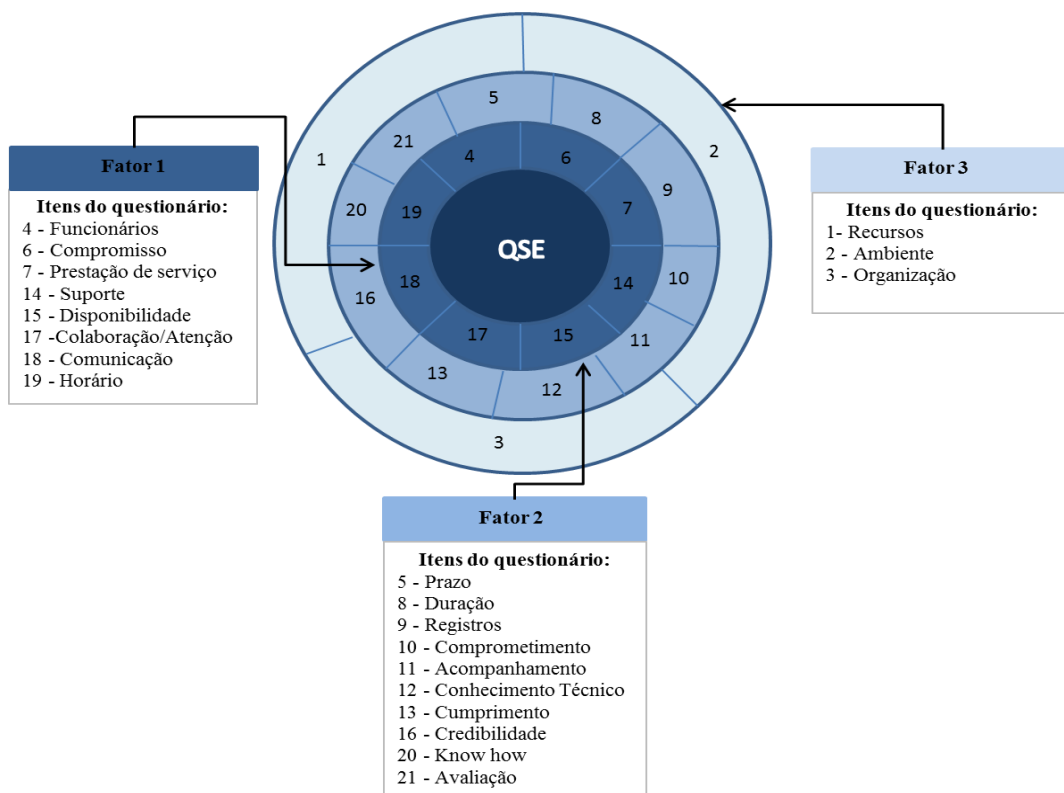 5
8
21
4
6
1
2
9
20
19
7
QSE
18
14
10
16
17
15
11
13
12
3
Fator 1
Itens do questionário:
4 - Funcionários
6 - Compromisso
7 - Prestação de serviço
14 - Suporte
15 - Disponibilidade
17 -Colaboração/Atenção
18 - Comunicação
19 - Horário
Fator 3
Itens do questionário:
1- Recursos
2 - Ambiente
3 - Organização
Fator 2
Itens do questionário:
5 - Prazo
8 - Duração
9 - Registros
10 - Comprometimento
11 - Acompanhamento
12 - Conhecimento Técnico
13 - Cumprimento
16 - Credibilidade
20 - Know how
21 - Avaliação